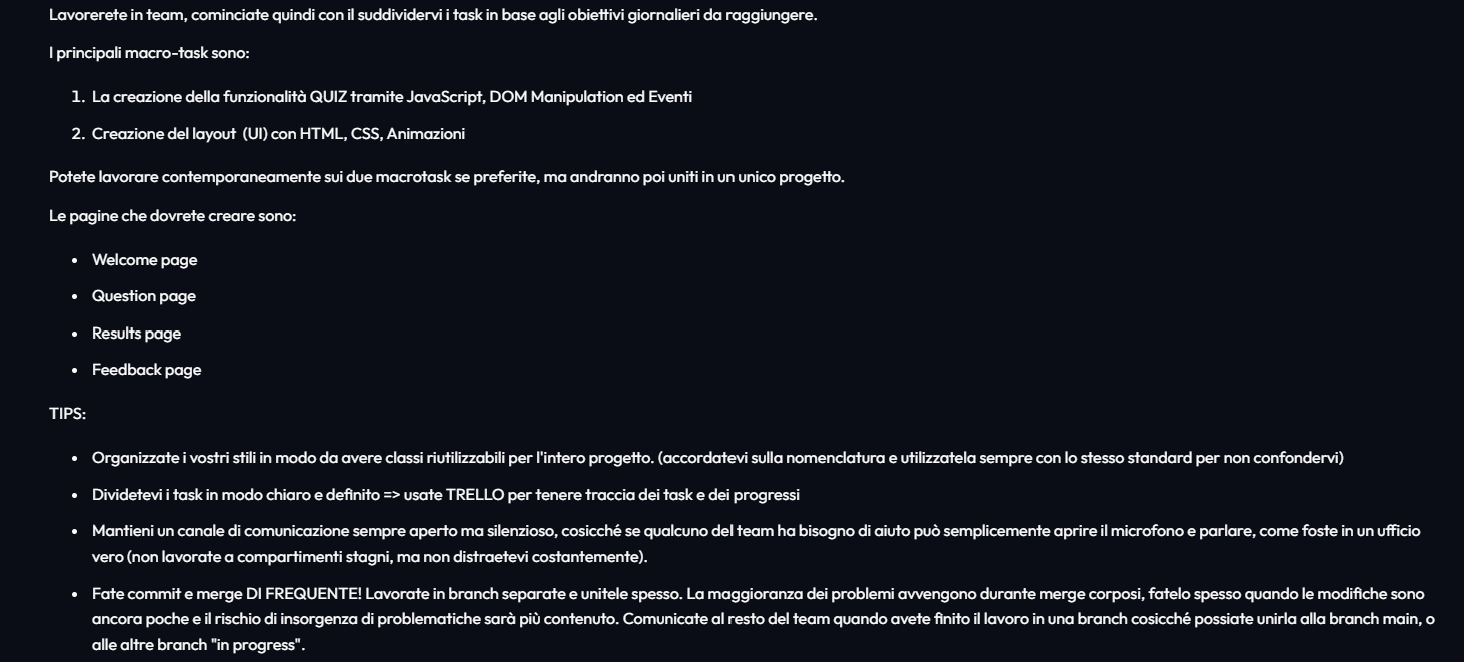 Lavorerete in team, cominciate quindi con il suddividervi i task in base agli obiettivi giornalieri da raggiungere.
I principali macro-task sono:
1. La creazione della funzionalità QUIZ tramite JavaScript, DOM Manipulation ed Eventi
2. Creazione del layout (UI) con HTML, CSS, Animazioni
Potete lavorare contemporaneamente sui due macrotask se preferite, ma andranno poi uniti in un unico progetto.
Le pagine che dovrete creare sono:
• Welcome page
• Question page
• Results page
• Feedback page
TIPS:
• Organizzate i vostri stili in modo da avere classi riutilizzabili per l'intero progetto. (accordatevi sulla nomenclatura e utilizzatela sempre con lo stesso standard per non confondervi)
• Dividetevi i task in modo chiaro e definito => usate TRELLO per tenere traccia dei task e dei progressi
• Mantieni un canale di comunicazione sempre aperto ma silenzioso, cosicché se qualcuno del team ha bisogno di aiuto può semplicemente aprire il microfono e parlare, come foste in un ufficio
vero (non lavorate a compartimenti stagni, ma non distraetevi costantemente).
• Fate commit e merge DI FREQUENTE! Lavorate in branch separate e unitele spesso. La maggioranza dei problemi avvengono durante merge corposi, fatelo spesso quando le modifiche sono
ancora poche e il rischio di insorgenza di problematiche sarà più contenuto. Comunicate al resto del team quando avete finito il lavoro in una branch cosicché possiate unirla alla branch main, o
alle altre branch "in progress".